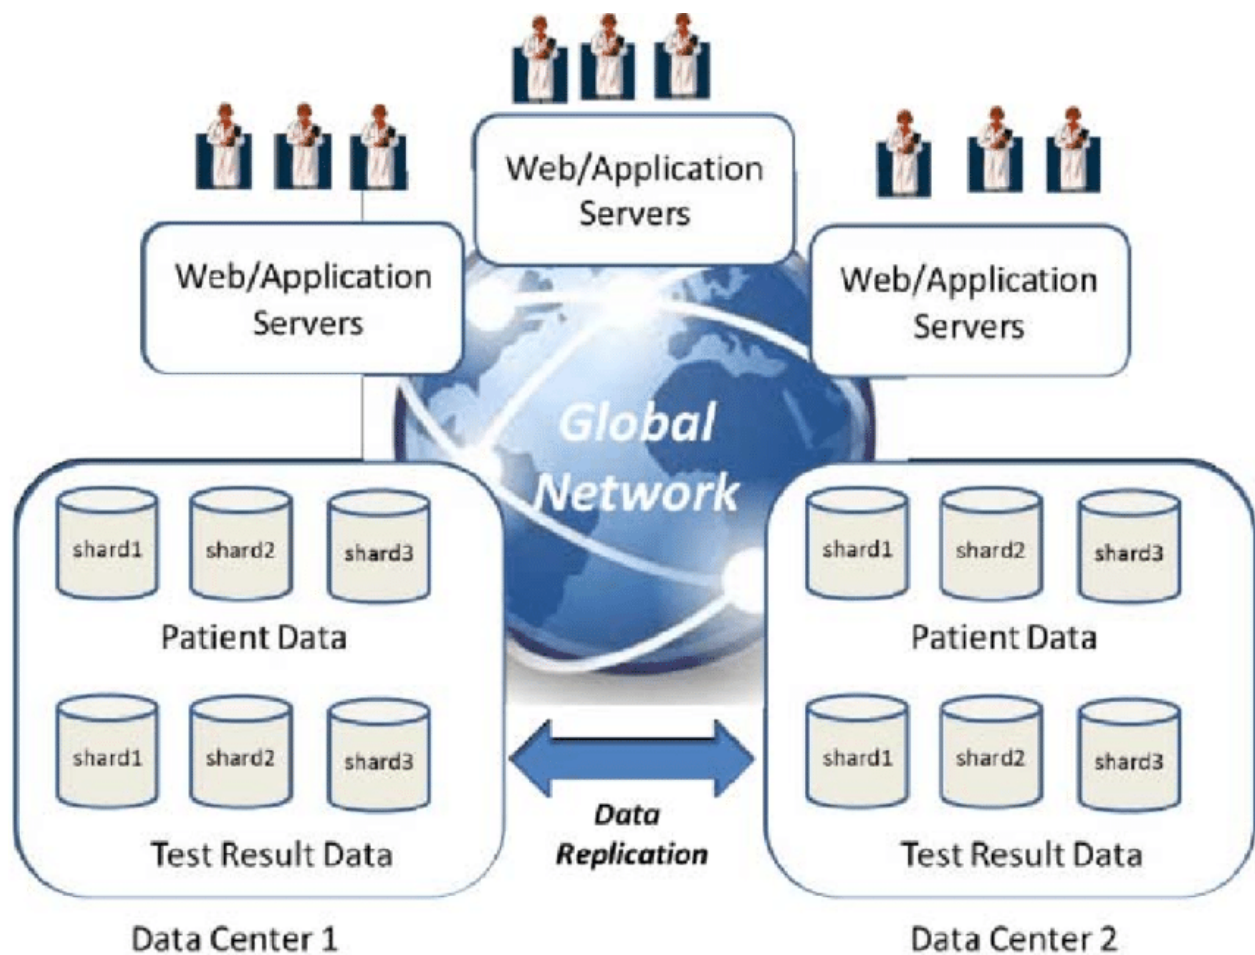 Web/Application
Servers
Web/Application
Servers
Web/Application
Servers
Global
Network
shard1
shard2
shard3
Patient Data
shard1
shard2
shard3
Test Result Data
Data Center 1
Data
Replication
shard1
shard2
shard3
Patient Data
shard1
shard2
shard3
Test Result Data
Data Center 2